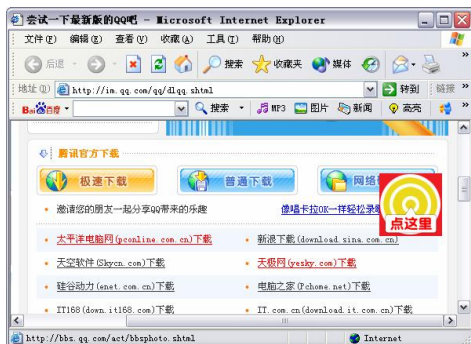 尝试一下最新版的QQ吧 - Microsoft Internet Explorer
文件(F) 编辑(E) 查看(V) 收藏(A) 工具(T) 帮助(H)
后退 搜索 收藏夹 媒体
地址(D) http://im.qq.com/qq/dlqq.shtml 转到 链接
Bai百度 搜索 MP3 图片 新闻 高亮
腾讯官方下载
极速下载 普通下载 网络
邀请您的朋友一起分享QQ带来的乐趣 像唱卡拉OK一样轻松录
点这里
太平洋电脑网(pconline.com.cn)下载 新浪下载(download.sina.com.cn)
天空软件(Skycn.com)下载 天极网(yesky.com)下载
硅谷动力(enet.com.cn)下载 电脑之家(Pchome.net)下载
IT168(down.it168.com)下载 IT.com.cn(download.it.com.cn)下载
http://bbs.qq.com/act/bbsphoto.shtml Internet